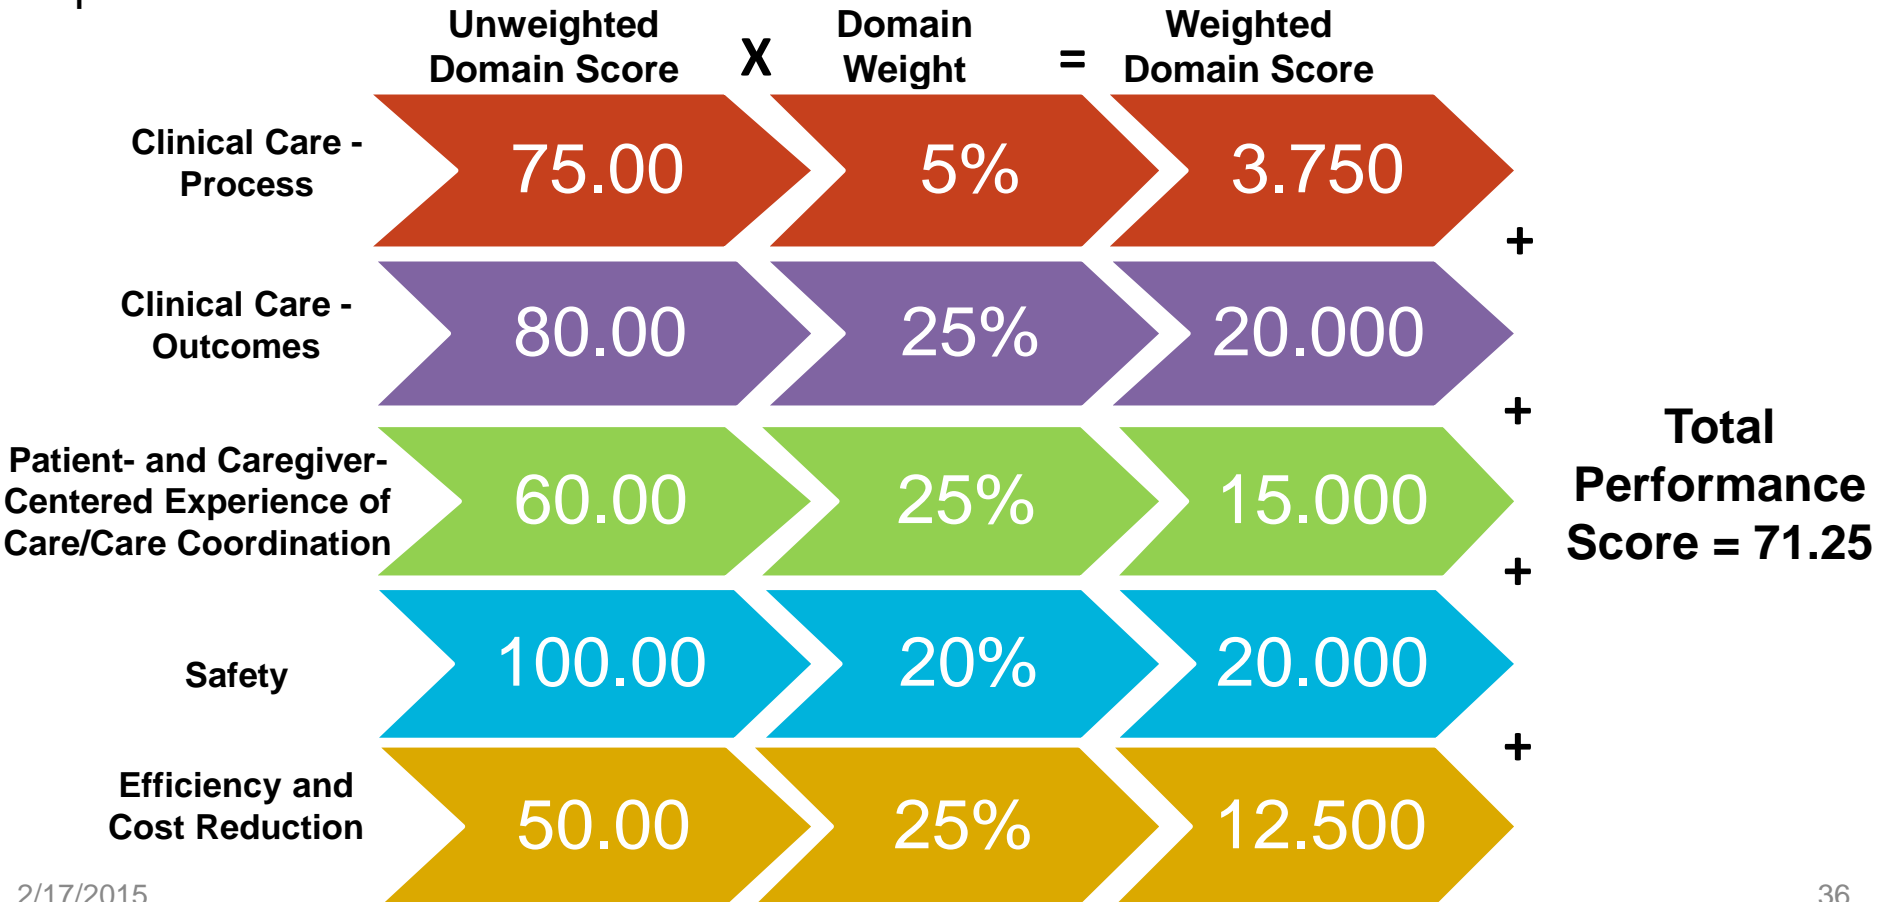 Unweighted
Domain Score
X
Domain
Weight
=
Weighted
Domain Score
Clinical Care -
Process
75.00
5%
3.750
+
Clinical Care -
Outcomes
80.00
25%
20.000
+
Patient- and Caregiver-
Centered Experience of
Care/Care Coordination
60.00
25%
15.000
+
Safety
100.00
20%
20.000
+
Efficiency and
Cost Reduction
50.00
25%
12.500
Total
Performance
Score = 71.25
2/17/2015
36